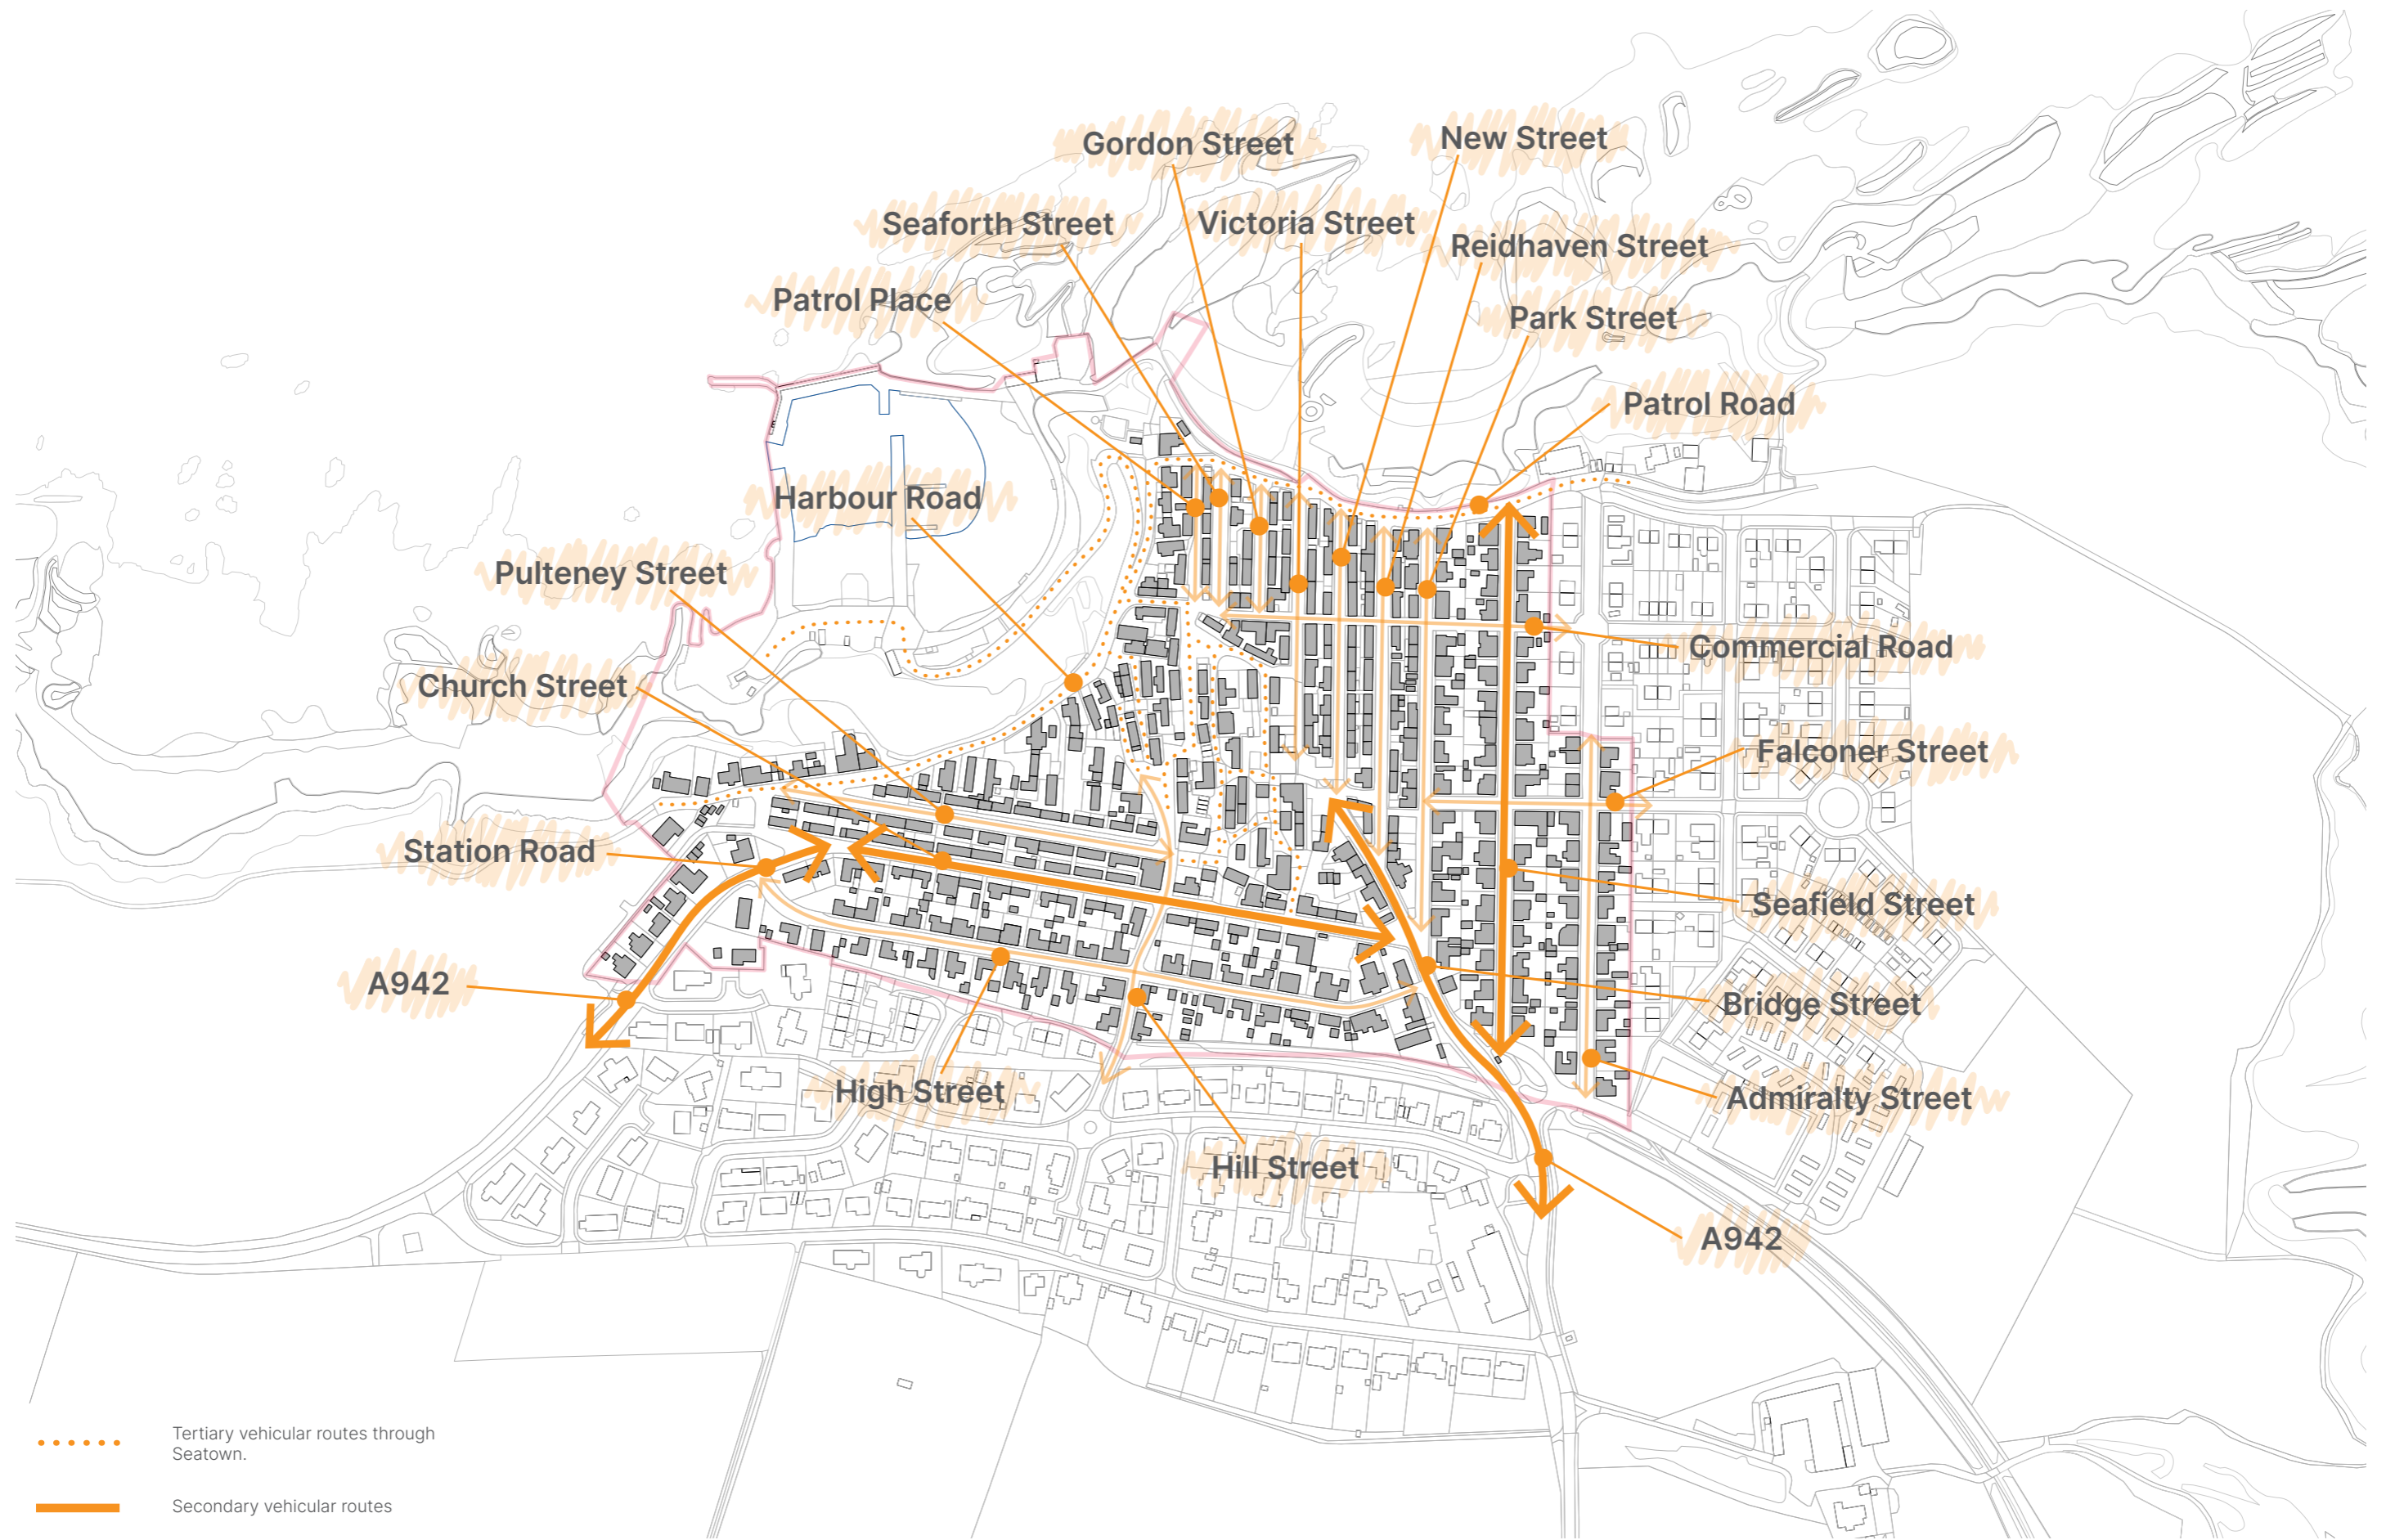 Gordon Street
New Street
Seaforth Street
Victoria Street
Reidhaven Street
Patrol Place
Park Street
Patrol Road
Harbour Road
Pulteney Street
Commercial Road
Church Street
Falconer Street
Station Road
Seafield Street
A942
Bridge Street
High Street
Admiralty Street
Hill Street
A942
Tertiary vehicular routes through
Seatown.
Secondary vehicular routes